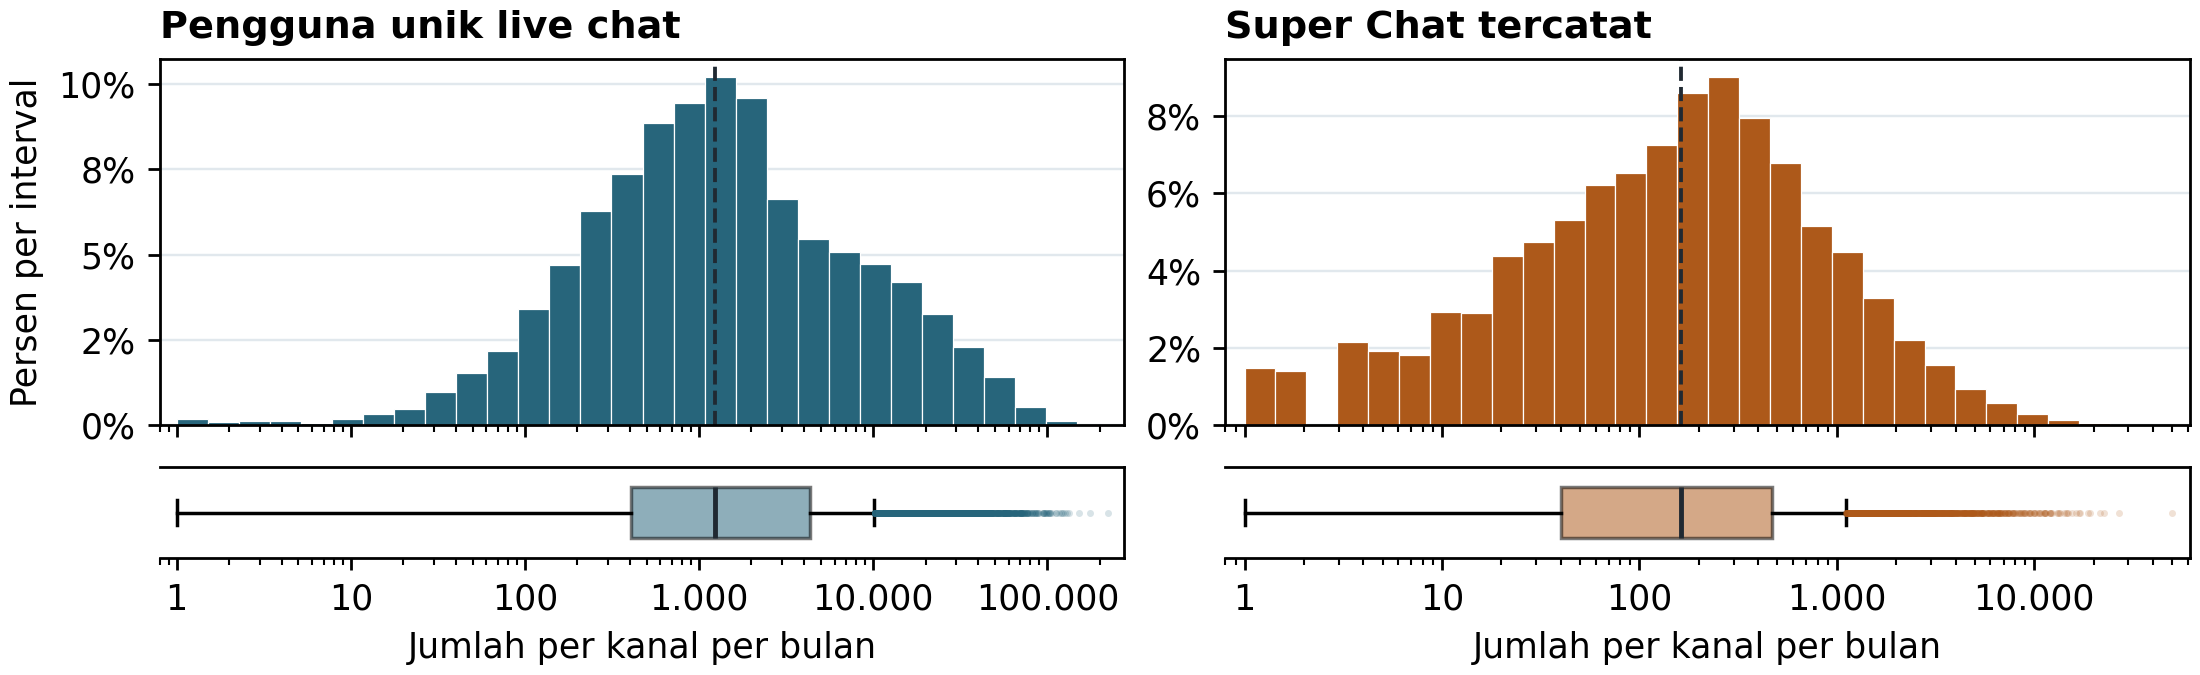 Pengguna unik live chat
Persen per interval
10%
8%
5%
2%
0%
1 10 100 1.000 10.000 100.000
Jumlah per kanal per bulan
Super Chat tercatat
8%
6%
4%
2%
0%
1 10 100 1.000 10.000
Jumlah per kanal per bulan